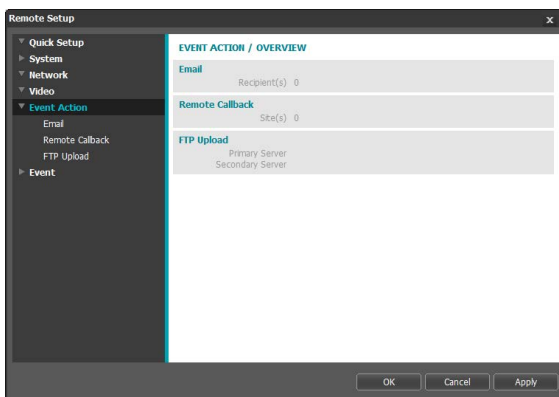 Remote Setup
x
Quick Setup
System
Network
Video
Event Action
Email
Remote Callback
FTP Upload
Event
EVENT ACTION / OVERVIEW
Email
Recipient(s) 0
Remote Callback
Site(s) 0
FTP Upload
Primary Server
Secondary Server
OK
Cancel
Apply